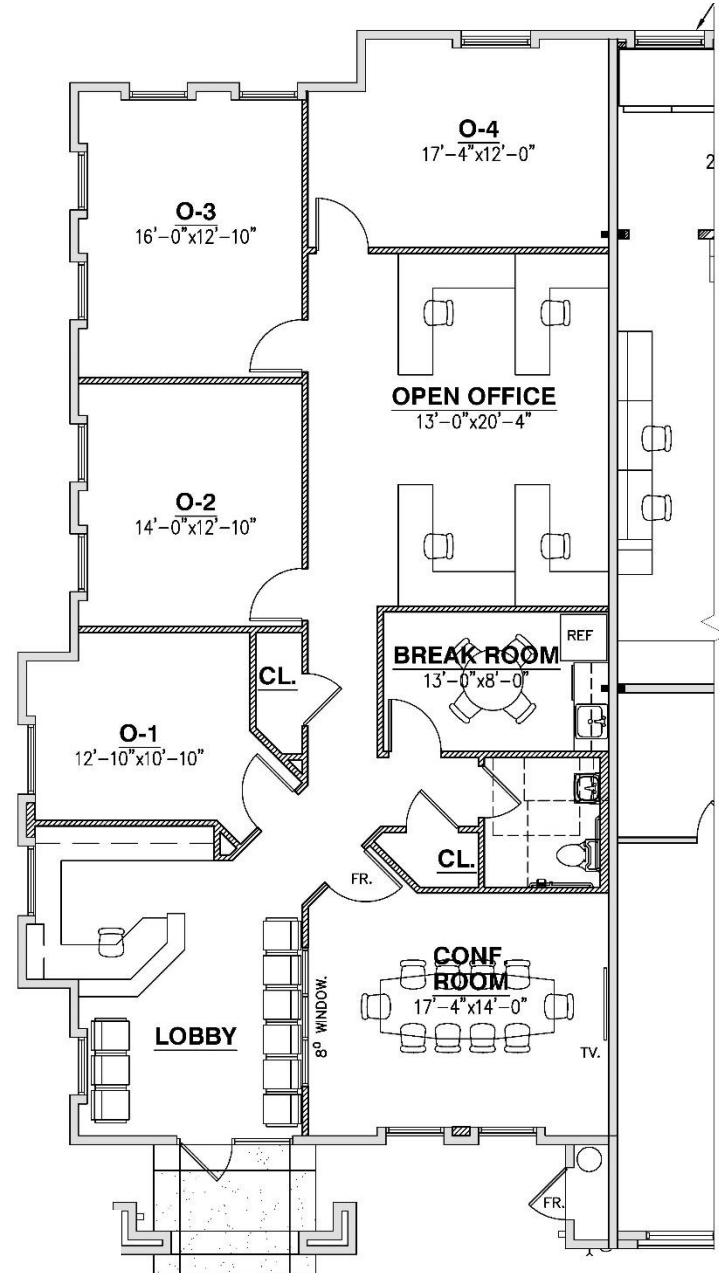 O-4
17'-4"x12'-0"
2
O-3
16'-0"x12'-10"
OPEN OFFICE
13'-0"x20'-4"
O-2
14'-0"x12'-10"
REF
BREAK ROOM
13'-0"x8'-0"
CL.
O-1
12'-10"x10'-10"
CL.
FR.
CONF.
ROOM
17'-4"x14'-0"
8⁰ WINDOW.
LOBBY
TV.
FR.